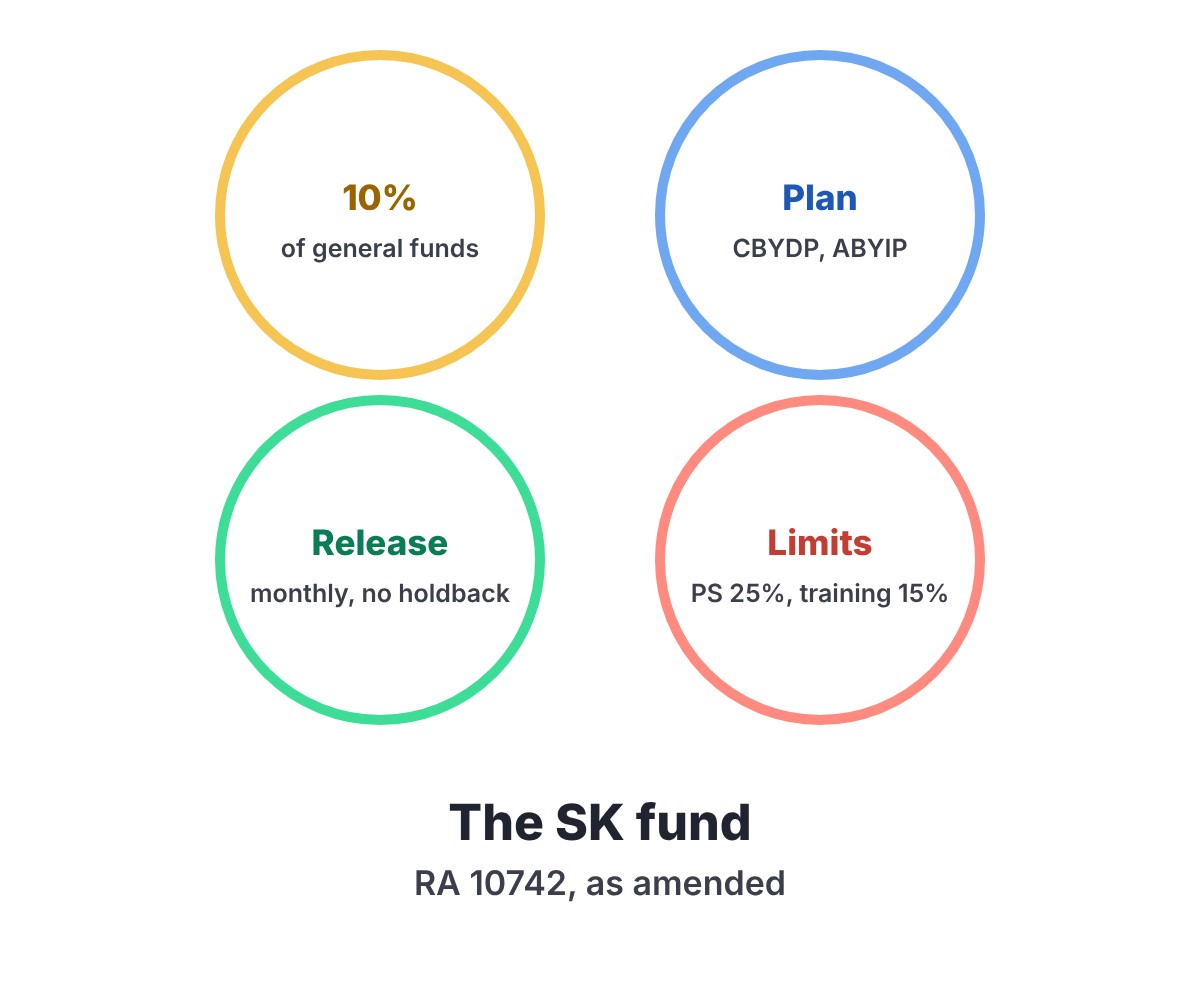 10%
of general funds
Plan
CBYDP, ABYIP
Release
monthly, no holdback
Limits
PS 25%, training 15%
The SK fund
RA 10742, as amended